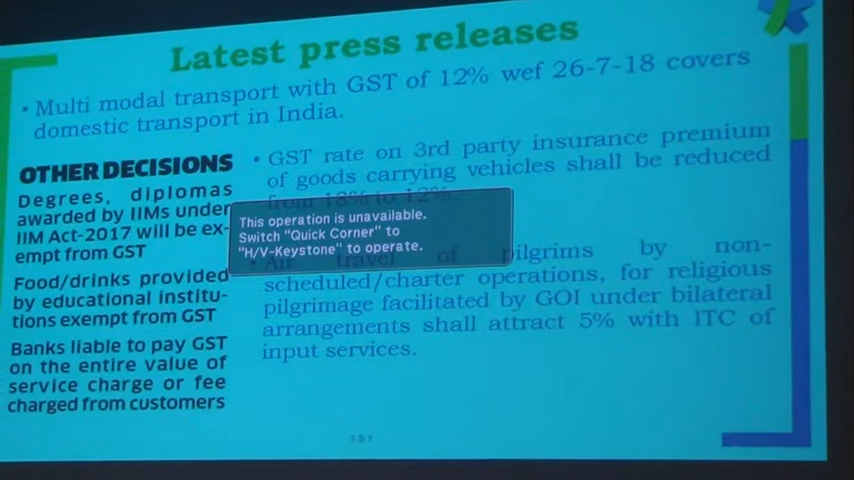 Latest press releases
• Multi modal transport with GST of 12% wef 26-7-18 covers
domestic transport in India.
OTHER DECISIONS
Degrees, diplomas
awarded by IIMs under
IIM Act-2017 will be ex-
empt from GST
Food/drinks provided
by educational institu-
tions exempt from GST
Banks liable to pay GST
on the entire value of
service charge or fee
charged from customers
• GST rate on 3rd party insurance premium
of goods carrying vehicles shall be reduced
from 18% to 12%.
This operation is unavailable.
Switch "Quick Corner" to
"H/V-Keystone" to operate.
• Air travel of pilgrims by non-
scheduled/charter operations, for religious
pilgrimage facilitated by GOI under bilateral
arrangements shall attract 5% with ITC of
input services.